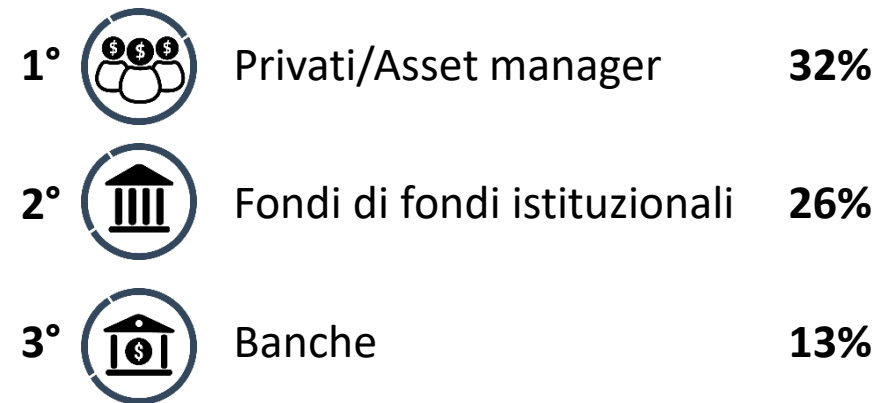 1° Privati/Asset manager 32%
2° Fondi di fondi istituzionali 26%
3° Banche 13%